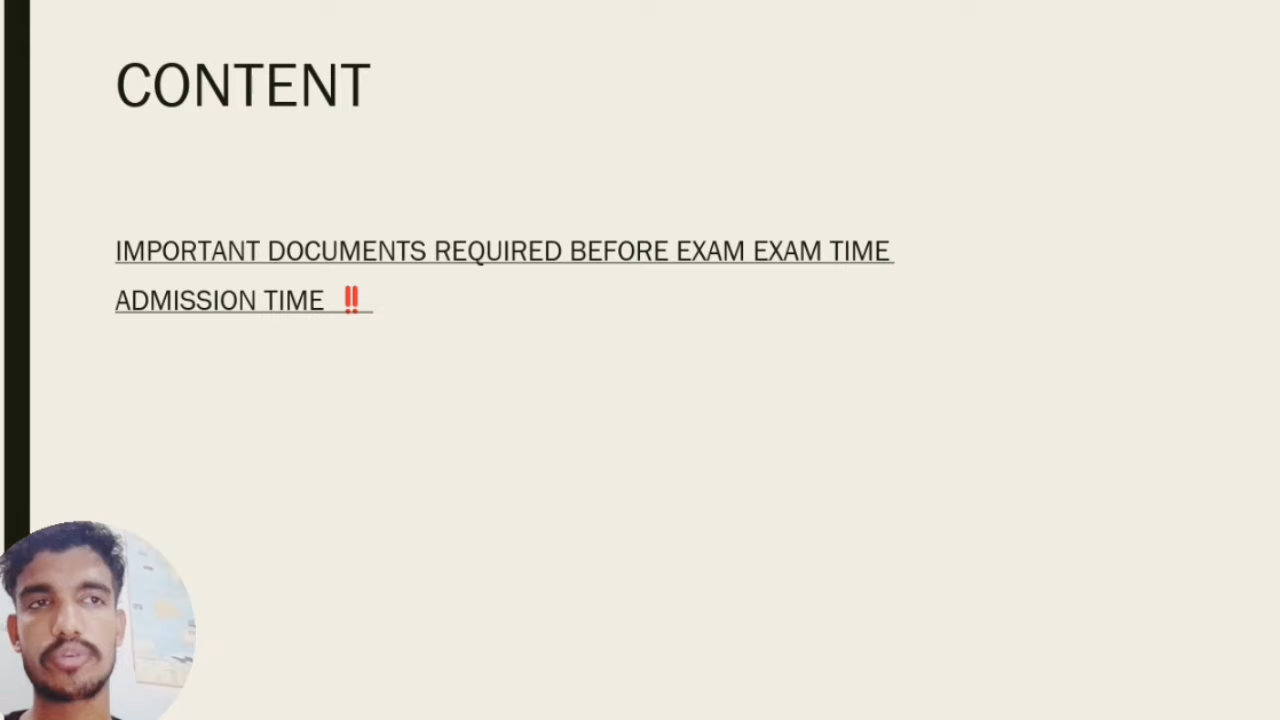 CONTENT
IMPORTANT DOCUMENTS REQUIRED BEFORE EXAM EXAM TIME
ADMISSION TIME ‼